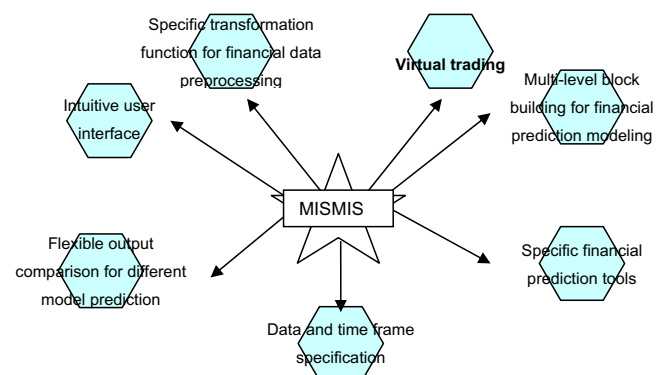 Specific transformation
function for financial data
preprocessing
Virtual trading
Multi-level block
building for financial
prediction modeling
Intuitive user
interface
MISMIS
Flexible output
comparison for different
model prediction
Specific financial
prediction tools
Data and time frame
specification